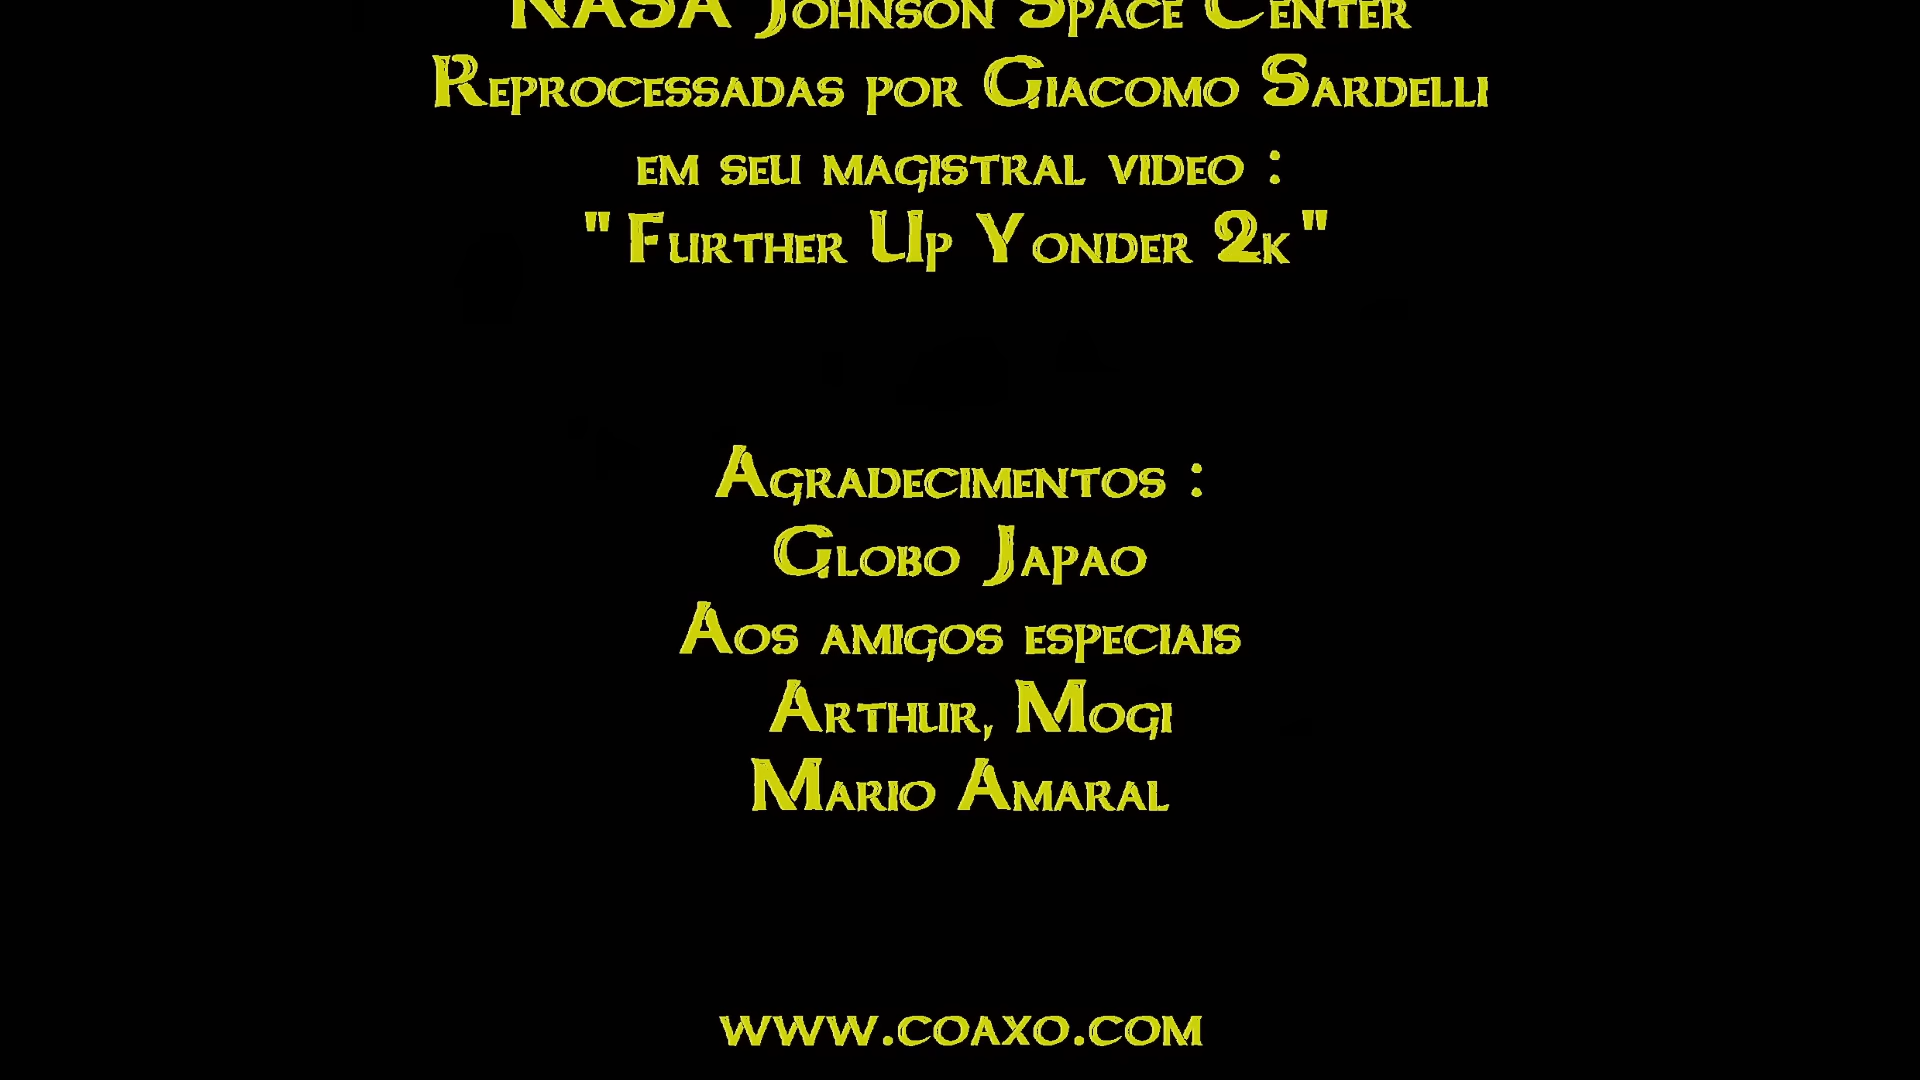 NASA Johnson Space Center
Reprocessadas por Giacomo Sardelli
em seu magistral video :
"Further Up Yonder 2k"
Agradecimentos :
Globo Japao
Aos amigos especiais
Arthur, Mogi
Mario Amaral
www.coaxo.com